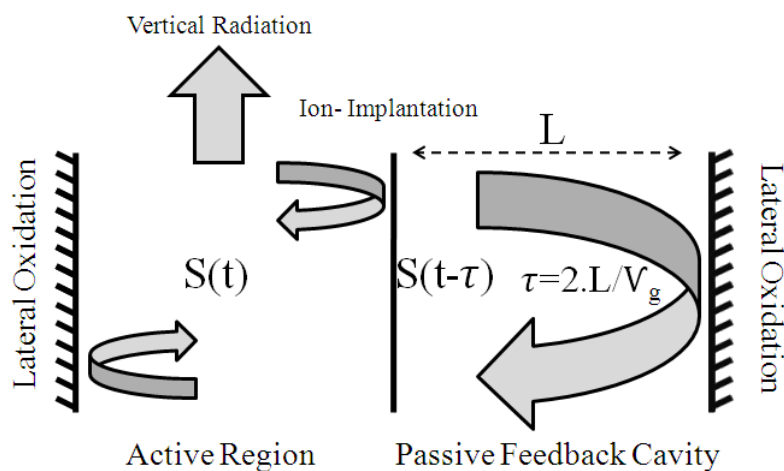 Vertical Radiation
Ion- Implantation
L
Lateral Oxidation
S(t)
S(t-τ)
τ=2.L/Vg
Lateral Oxidation
Active Region
Passive Feedback Cavity